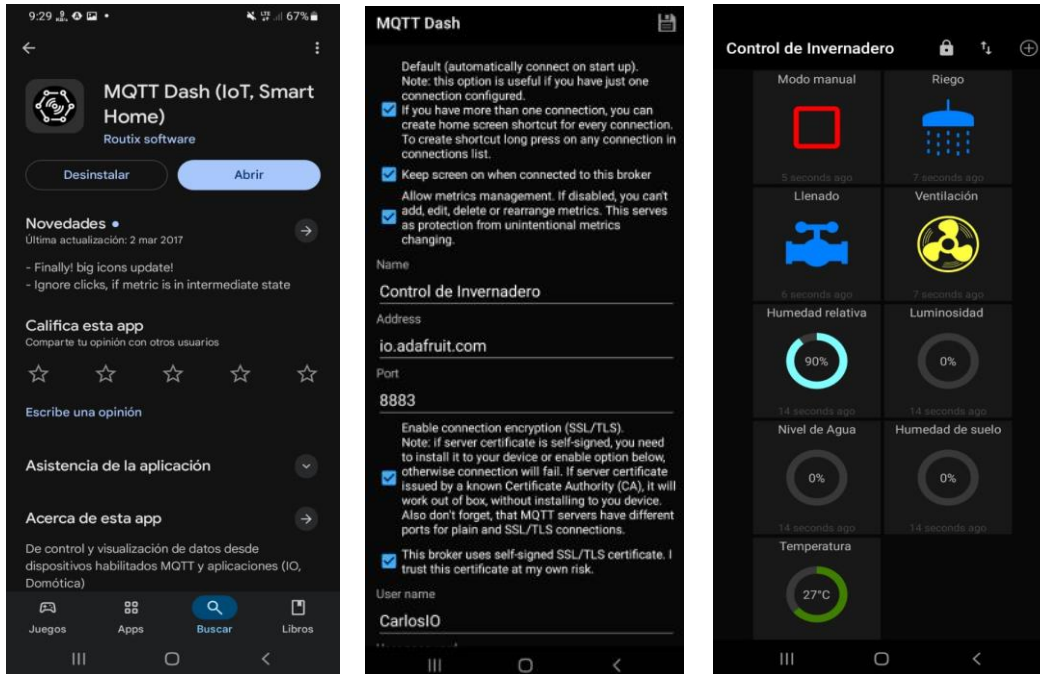 9:29
LTE
67%
MQTT Dash (IoT, Smart
Home)
Routix software
Desinstalar
Abrir
Novedades •
Última actualización: 2 mar 2017
- Finally! big icons update!
- Ignore clicks, if metric is in intermediate state
Califica esta app
Comparte tu opinión con otros usuarios
Escribe una opinión
Asistencia de la aplicación
Acerca de esta app
De control y visualización de datos desde
dispositivos habilitados MQTT y aplicaciones (IO,
Domótica)
Juegos
Apps
Buscar
Libros
MQTT Dash
Default (automatically connect on start up).
Note: this option is useful if you have just one
connection configured.
If you have more than one connection, you can
create home screen shortcut for every connection.
To create shortcut long press on any connection in
connections list.
Keep screen on when connected to this broker
Allow metrics management. If disabled, you can't
add, edit, delete or rearrange metrics. This serves
as protection from unintentional metrics
changing.
Name
Control de Invernadero
Address
io.adafruit.com
Port
8883
Enable connection encryption (SSL/TLS).
Note: if server certificate is self-signed, you need
to install it to your device or enable option below,
otherwise connection will fail. If server certificate
issued by a known Certificate Authority (CA), it will
work out of box, without installing to you device.
Also don't forget, that MQTT servers have different
ports for plain and SSL/TLS connections.
This broker uses self-signed SSL/TLS certificate. I
trust this certificate at my own risk.
User name
CarlosIO
Control de Invernadero
Modo manual
Riego
5 seconds ago
7 seconds ago
Llenado
Ventilación
6 seconds ago
7 seconds ago
Humedad relativa
Luminosidad
90%
0%
14 seconds ago
14 seconds ago
Nivel de Agua
Humedad de suelo
0%
0%
14 seconds ago
14 seconds ago
Temperatura
27°C